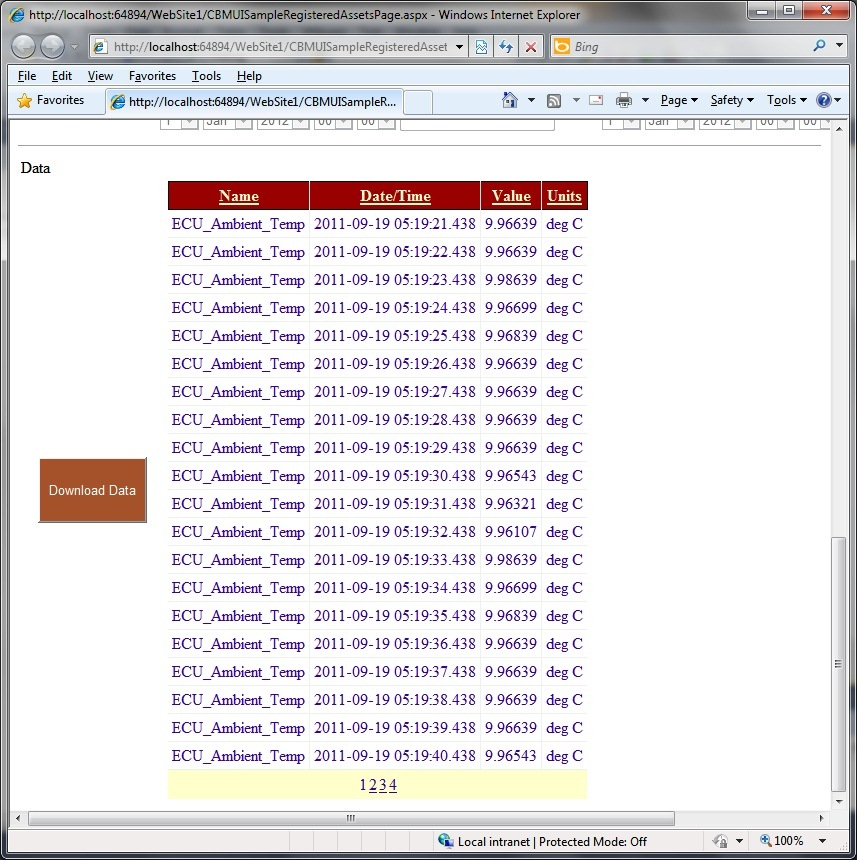 http://localhost:64894/WebSite1/CBMUISampleRegisteredAssetsPage.aspx - Windows Internet Explorer
http://localhost:64894/WebSite1/CBMUISampleRegisteredAsset
Bing
File Edit View Favorites Tools Help
Favorites http://localhost:64894/WebSite1/CBMUISampleR... Page Safety Tools
1 Jan 2012 00 00 1 Jan 2012 00 00
Data
Name Date/Time Value Units
ECU_Ambient_Temp 2011-09-19 05:19:21.438 9.96639 deg C
ECU_Ambient_Temp 2011-09-19 05:19:22.438 9.96639 deg C
ECU_Ambient_Temp 2011-09-19 05:19:23.438 9.98639 deg C
ECU_Ambient_Temp 2011-09-19 05:19:24.438 9.96699 deg C
ECU_Ambient_Temp 2011-09-19 05:19:25.438 9.96839 deg C
ECU_Ambient_Temp 2011-09-19 05:19:26.438 9.96639 deg C
ECU_Ambient_Temp 2011-09-19 05:19:27.438 9.96639 deg C
ECU_Ambient_Temp 2011-09-19 05:19:28.438 9.96639 deg C
ECU_Ambient_Temp 2011-09-19 05:19:29.438 9.96639 deg C
ECU_Ambient_Temp 2011-09-19 05:19:30.438 9.96543 deg C
Download Data
ECU_Ambient_Temp 2011-09-19 05:19:31.438 9.96321 deg C
ECU_Ambient_Temp 2011-09-19 05:19:32.438 9.96107 deg C
ECU_Ambient_Temp 2011-09-19 05:19:33.438 9.98639 deg C
ECU_Ambient_Temp 2011-09-19 05:19:34.438 9.96699 deg C
ECU_Ambient_Temp 2011-09-19 05:19:35.438 9.96839 deg C
ECU_Ambient_Temp 2011-09-19 05:19:36.438 9.96639 deg C
ECU_Ambient_Temp 2011-09-19 05:19:37.438 9.96639 deg C
ECU_Ambient_Temp 2011-09-19 05:19:38.438 9.96639 deg C
ECU_Ambient_Temp 2011-09-19 05:19:39.438 9.96639 deg C
ECU_Ambient_Temp 2011-09-19 05:19:40.438 9.96543 deg C
1 2 3 4
Local intranet | Protected Mode: Off 100%